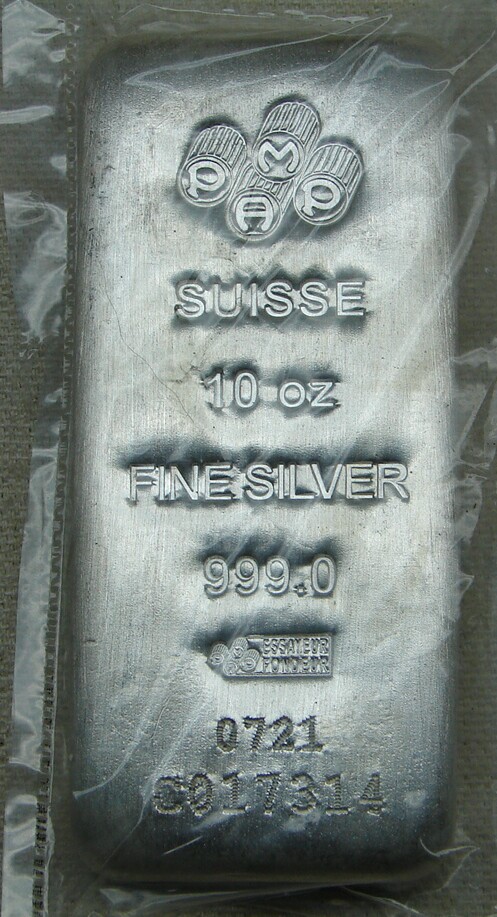 PAMP
SUISSE
10 oz
FINE SILVER
999.0
ESSAYEUR
FONDEUR
0721
C017314